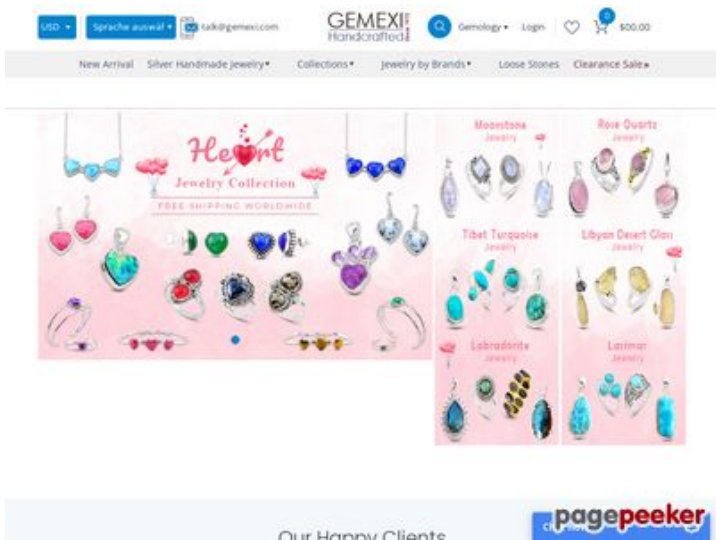 USD
Sprache auswäl
talk@gemexi.com
GEMEXI
Handcrafted
Gemology
Login
0
$00.00
New Arrival
Silver Handmade Jewelry
Collections
Jewelry by Brands
Loose Stones
Clearance Sale
Heart
Jewelry Collection
FREE SHIPPING WORLDWIDE
Moonstone
Jewelry
Rose Quartz
Jewelry
Tibet Turquoise
Jewelry
Libyan Desert Glass
Jewelry
Labradorite
Jewelry
Larimar
Jewelry
Our Happy Clients
pagepeeker